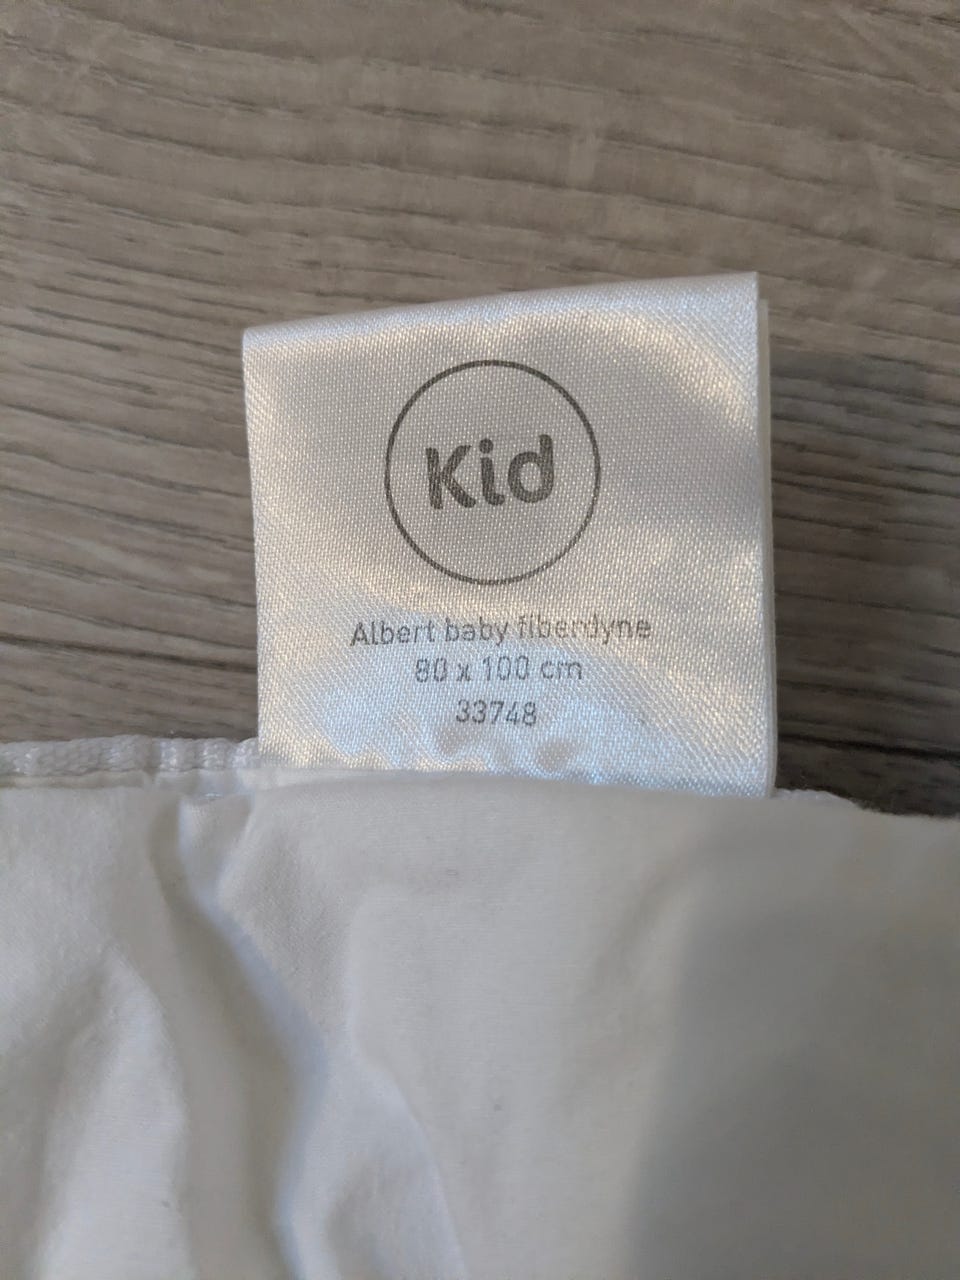 Kid
Albert baby fiberdyne
80 x 100 cm
33748